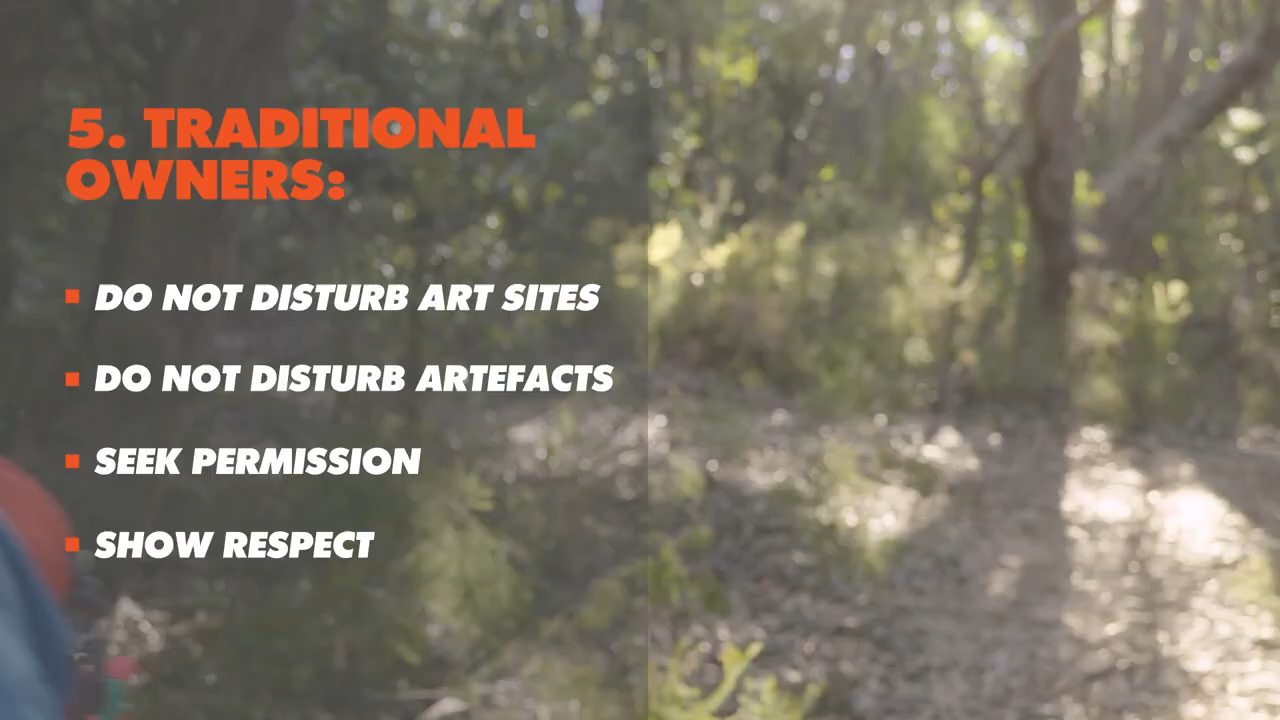 5. TRADITIONAL
OWNERS:
DO NOT DISTURB ART SITES
DO NOT DISTURB ARTEFACTS
SEEK PERMISSION
SHOW RESPECT